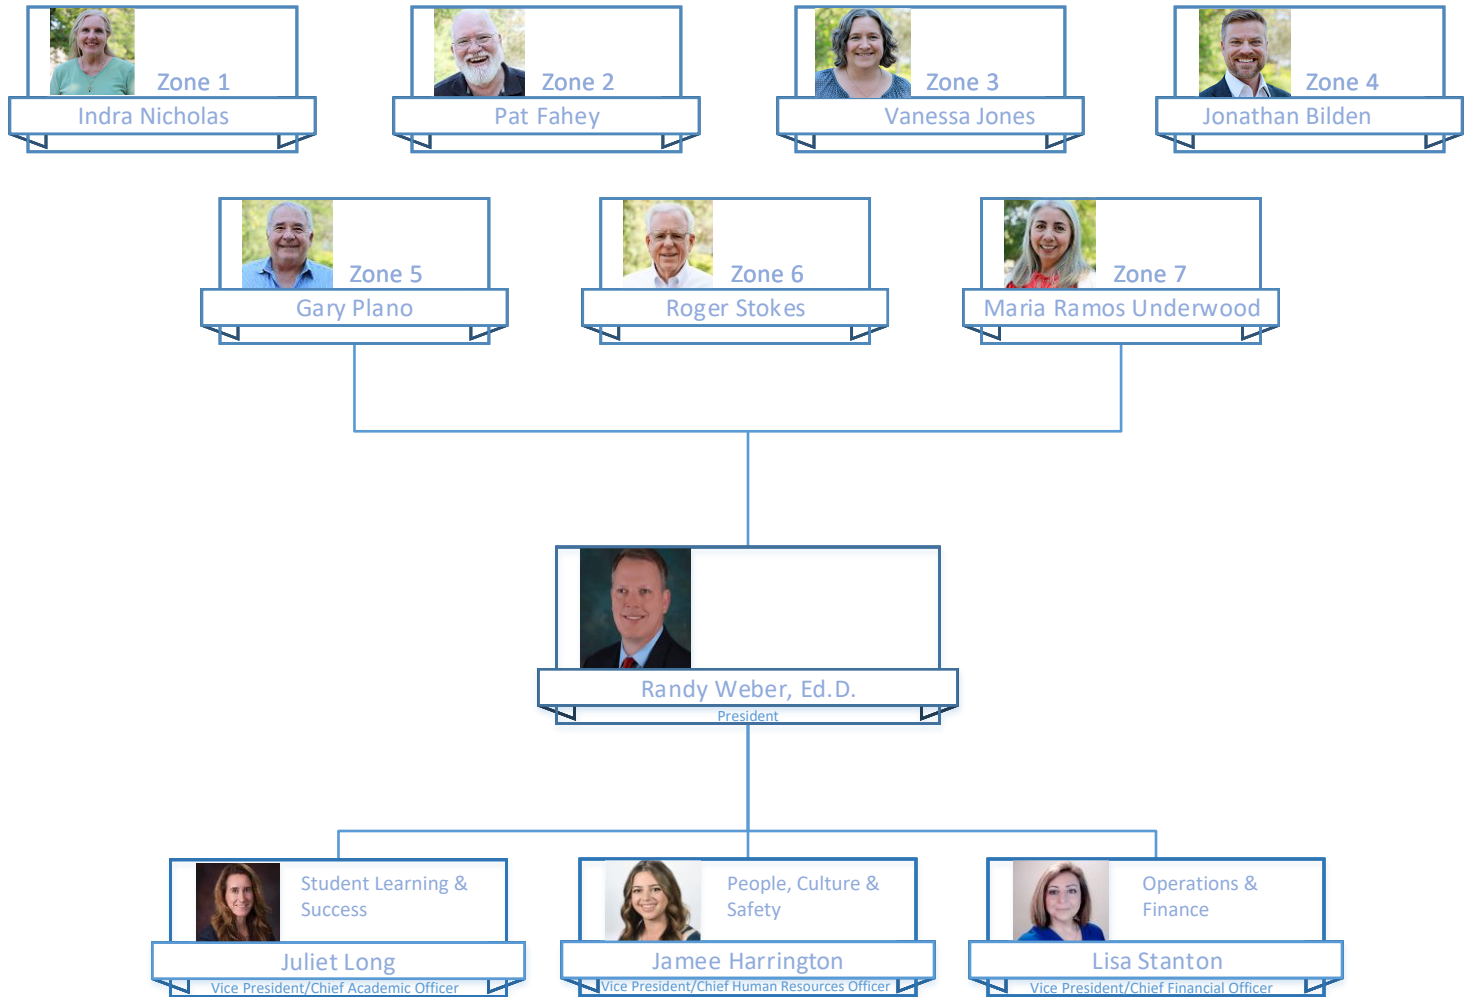 Zone 1
Indra Nicholas
Zone 2
Pat Fahey
Zone 3
Vanessa Jones
Zone 4
Jonathan Bilden
Zone 5
Gary Plano
Zone 6
Roger Stokes
Zone 7
Maria Ramos Underwood
Randy Weber, Ed.D.
President
Student Learning &
Success
Juliet Long
Vice President/Chief Academic Officer
People, Culture &
Safety
Jamee Harrington
Vice President/Chief Human Resources Officer
Operations &
Finance
Lisa Stanton
Vice President/Chief Financial Officer